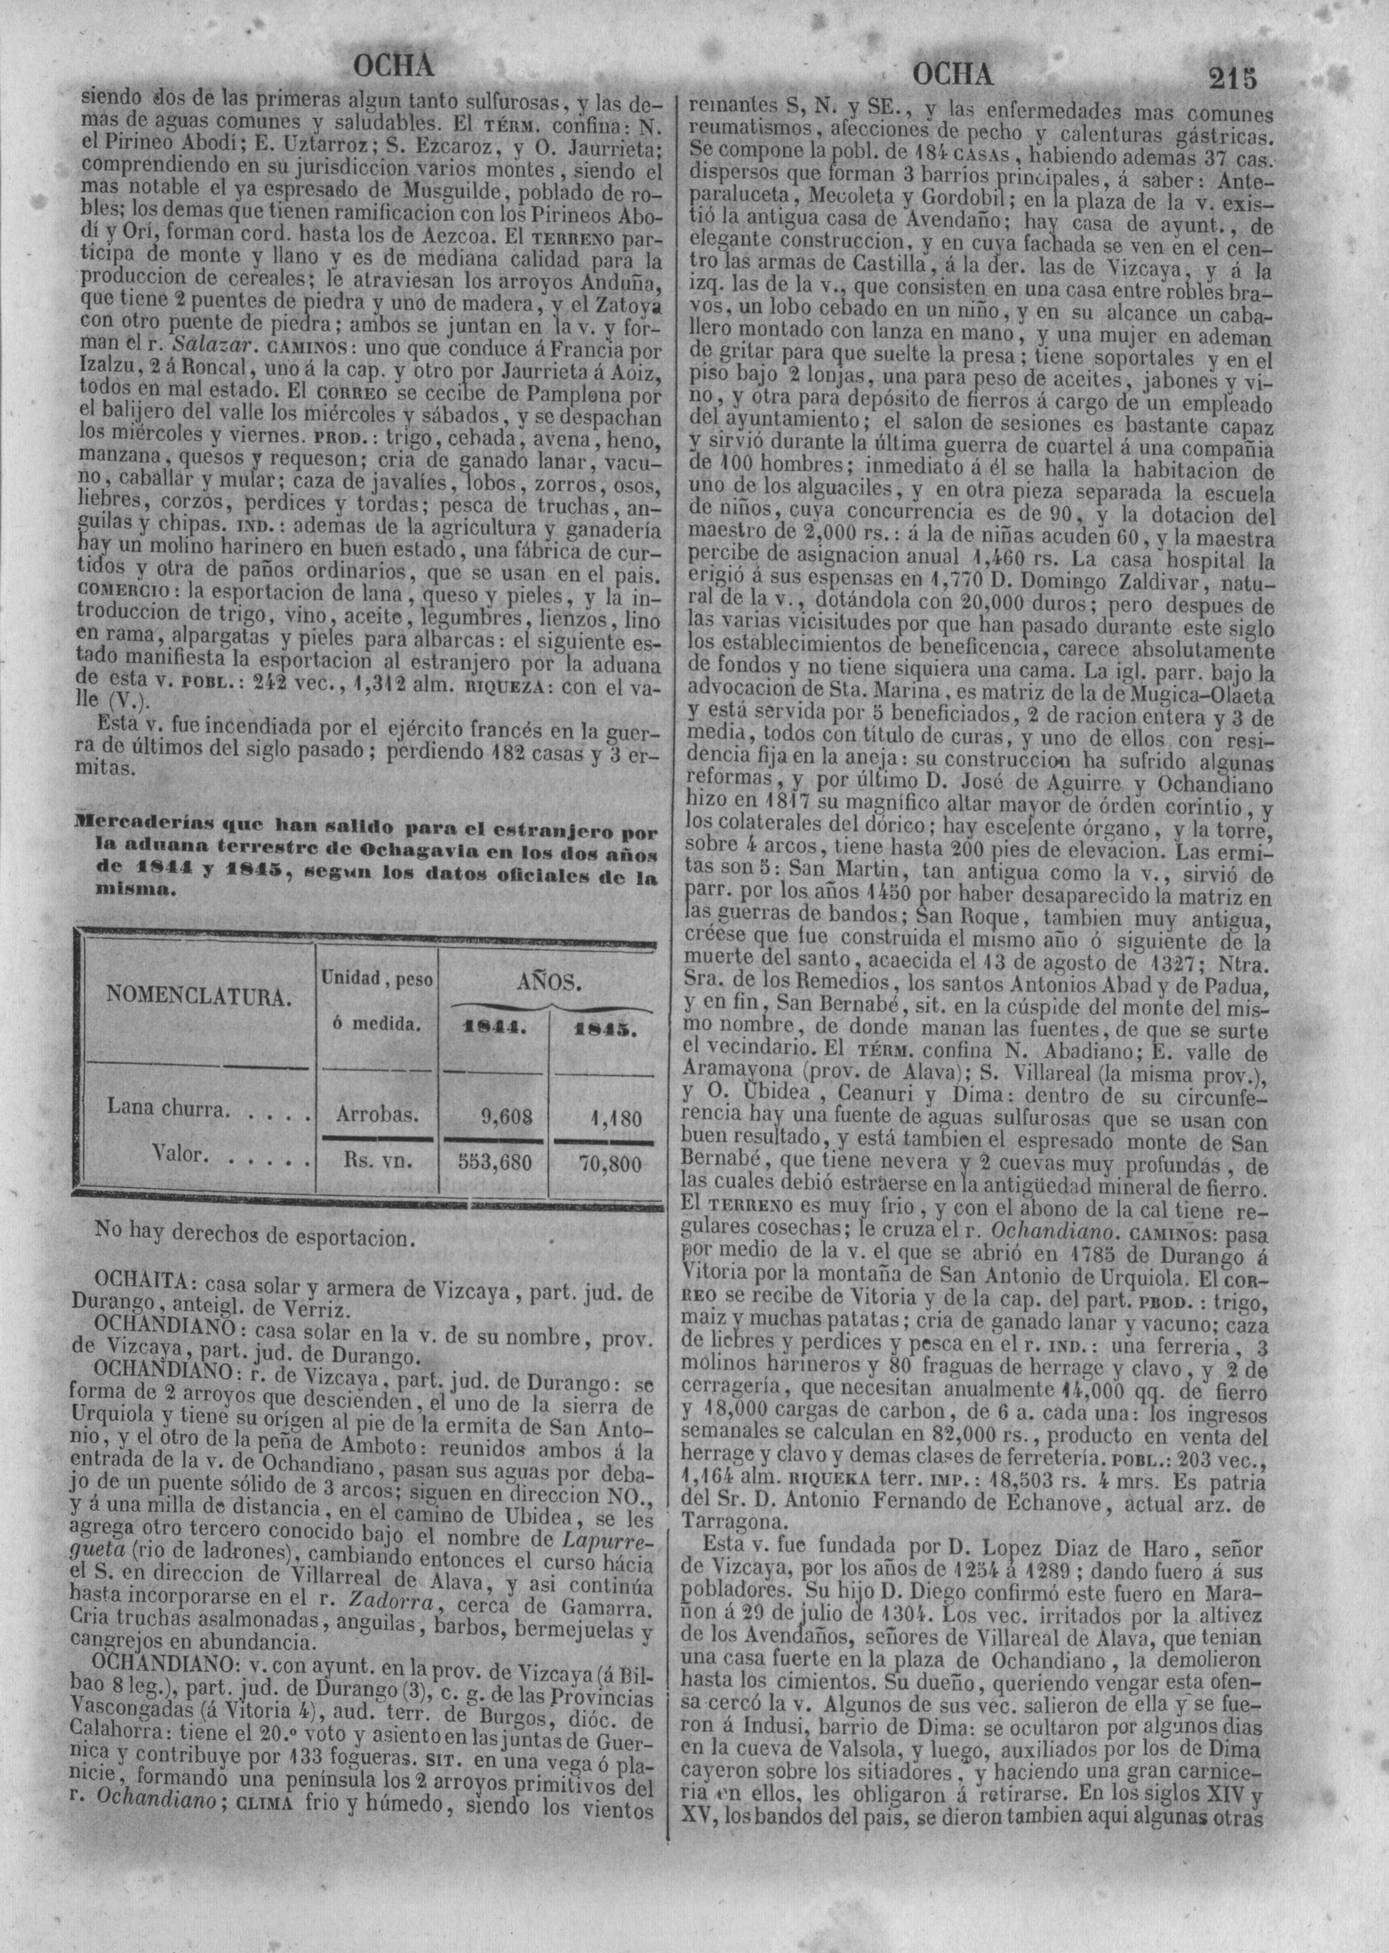 OCHA
siendo dos de las primeras algun tanto sulfurosas, y las de-
mas de aguas comunes y saludables. El TÉRM. confina: N.
el Pirineo Abodi; E. Uztarroz; S. Ezcaroz, y O. Jaurrieta;
comprendiendo en su jurisdiccion varios montes, siendo el
mas notable el ya espresado de Musguilde, poblado de ro-
bles; los demas que tienen ramificacion con los Pirineos Abo-
di y Ori, forman cord. hasta los de Aezcoa. El TERRENO par-
ticipa de monte y llano y es de mediana calidad para la
produccion de cereales; le atraviesan los arroyos Anduña,
que tiene 2 puentes de piedra y uno de madera, y el Zatoya
con otro puente de piedra; ambos se juntan en la v. y for-
man el r. Salazar. CAMINOS: uno que conduce á Francia por
Izalzu, 2 á Roncal, uno á la cap. y otro por Jaurrieta á Aoiz,
todos en mal estado. El CORREO se cecibe de Pamplona por
el balijero del valle los miércoles y sábados, y se despachan
los miércoles y viernes. PROD.: trigo, cebada, avena, heno,
manzana, quesos y requeson; cria de ganado lanar, vacu-
no, caballar y mular; caza de javalíes, lobos, zorros, osos,
liebres, corzos, perdices y tordas; pesca de truchas, an-
guilas y chipas. IND.: ademas de la agricultura y ganadería
hay un molino harinero en buen estado, una fábrica de cur-
tidos y otra de paños ordinarios, que se usan en el pais.
COMERCIO: la esportacion de lana, queso y pieles, y la in-
troduccion de trigo, vino, aceite, legumbres, lienzos, lino
en rama, alpargatas y pieles para albarcas: el siguiente es-
tado manifiesta la esportacion al estranjero por la aduana
de esta v. POBL.: 242 vec., 1,312 alm. RIQUEZA: con el va-
lle (V.).
Esta v. fue incendiada por el ejército francés en la guer-
ra de últimos del siglo pasado; perdiendo 182 casas y 3 er-
mitas.
Mercaderías que han salido para el estranjero por
la aduana terrestre de Ochagavia en los dos años
de 1844 y 1845, segun los datos oficiales de la
misma.
NOMENCLATURA. Unidad, peso ó medida. AÑOS.
1844. 1845.
Lana churra. . . . . Arrobas. 9,608 1,180
Valor. . . . . . Rs. vn. 553,680 70,800
No hay derechos de esportacion.
OCHAITA: casa solar y armera de Vizcaya, part. jud. de
Durango, anteigl. de Verriz.
OCHANDIANO: casa solar en la v. de su nombre, prov.
de Vizcaya, part. jud. de Durango.
OCHANDIANO: r. de Vizcaya, part. jud. de Durango: se
forma de 2 arroyos que descienden, el uno de la sierra de
Urquiola y tiene su orígen al pie de la ermita de San Anto-
nio, y el otro de la peña de Amboto: reunidos ambos á la
entrada de la v. de Ochandiano, pasan sus aguas por deba-
jo de un puente sólido de 3 arcos; siguen en direccion NO.,
y á una milla de distancia, en el camino de Ubidea, se les
agrega otro tercero conocido bajo el nombre de Lapurre-
gueta (rio de ladrones), cambiando entonces el curso hácia
el S. en direccion de Villarreal de Alava, y asi continúa
hasta incorporarse en el r. Zadorra, cerca de Gamarra.
Cria truchas asalmonadas, anguilas, barbos, bermejuelas y
cangrejos en abundancia.
OCHANDIANO: v. con ayunt. en la prov. de Vizcaya (á Bil-
bao 8 leg.), part. jud. de Durango (3), c. g. de las Provincias
Vascongadas (á Vitoria 4), aud. terr. de Burgos, dióc. de
Calahorra: tiene el 20.º voto y asiento en las juntas de Guer-
nica y contribuye por 133 fogueras. SIT. en una vega ó pla-
nicie, formando una península los 2 arroyos primitivos del
r. Ochandiano; CLIMA frio y húmedo, siendo los vientos
OCHA 215
reinantes S, N. y SE., y las enfermedades mas comunes
reumatismos, afecciones de pecho y calenturas gástricas.
Se compone la pobl. de 184 CASAS, habiendo ademas 37 cas.
dispersos que forman 3 barrios principales, á saber: Ante-
paraluceta, Mecoleta y Gordobil; en la plaza de la v. exis-
tió la antigua casa de Avendaño; hay casa de ayunt., de
elegante construccion, y en cuya fachada se ven en el cen-
tro las armas de Castilla, á la der. las de Vizcaya, y á la
izq. las de la v., que consisten en una casa entre robles bra-
vos, un lobo cebado en un niño, y en su alcance un caba-
llero montado con lanza en mano, y una mujer en ademan
de gritar para que suelte la presa; tiene soportales y en el
piso bajo 2 lonjas, una para peso de aceites, jabones y vi-
no, y otra para depósito de fierros á cargo de un empleado
del ayuntamiento; el salon de sesiones es bastante capaz
y sirvió durante la última guerra de cuartel á una compañia
de 100 hombres; inmediato á él se halla la habitacion de
uno de los alguaciles, y en otra pieza separada la escuela
de niños, cuya concurrencia es de 90, y la dotacion del
maestro de 2,000 rs.: á la de niñas acuden 60, y la maestra
percibe de asignacion anual 1,460 rs. La casa hospital la
erigió á sus espensas en 1,770 D. Domingo Zaldivar, natu-
ral de la v., dotándola con 20,000 duros; pero despues de
las varias vicisitudes por que han pasado durante este siglo
los establecimientos de beneficencia, carece absolutamente
de fondos y no tiene siquiera una cama. La igl. parr. bajo la
advocacion de Sta. Marina, es matriz de la de Mugica-Olaeta
y está servida por 5 beneficiados, 2 de racion entera y 3 de
media, todos con título de curas, y uno de ellos con resi-
dencia fija en la aneja: su construccion ha sufrido algunas
reformas, y por último D. José de Aguirre y Ochandiano
hizo en 1817 su magnífico altar mayor de órden corintio, y
los colaterales del dórico; hay escelente órgano, y la torre,
sobre 4 arcos, tiene hasta 200 pies de elevacion. Las ermi-
tas son 5: San Martin, tan antigua como la v., sirvió de
parr. por los años 1450 por haber desaparecido la matriz en
las guerras de bandos; San Roque, tambien muy antigua,
créese que fue construida el mismo año ó siguiente de la
muerte del santo, acaecida el 13 de agosto de 1327; Ntra.
Sra. de los Remedios, los santos Antonios Abad y de Padua,
y en fin, San Bernabé, sit. en la cúspide del monte del mis-
mo nombre, de donde manan las fuentes, de que se surte
el vecindario. El TÉRM. confina N. Abadiano; E. valle de
Aramayona (prov. de Alava); S. Villareal (la misma prov.),
y O. Ubidea, Ceanuri y Dima: dentro de su circunfe-
rencia hay una fuente de aguas sulfurosas que se usan con
buen resultado, y está tambien el espresado monte de San
Bernabé, que tiene nevera y 2 cuevas muy profundas, de
las cuales debió estraerse en la antigüedad mineral de fierro.
El TERRENO es muy frio, y con el abono de la cal tiene re-
gulares cosechas; le cruza el r. Ochandiano. CAMINOS: pasa
por medio de la v. el que se abrió en 1785 de Durango á
Vitoria por la montaña de San Antonio de Urquiola. El COR-
REO se recibe de Vitoria y de la cap. del part. PBOD.: trigo,
maiz y muchas patatas; cria de ganado lanar y vacuno; caza
de liebres y perdices y pesca en el r. IND.: una ferreria, 3
molinos harineros y 80 fraguas de herrage y clavo, y 2 de
cerragería, que necesitan anualmente 14,000 qq. de fierro
y 18,000 cargas de carbon, de 6 a. cada una: los ingresos
semanales se calculan en 82,000 rs., producto en venta del
herrage y clavo y demas clases de ferretería. POBL.: 203 vec.,
1,164 alm. RIQUEKA terr. IMP.: 18,503 rs. 4 mrs. Es patria
del Sr. D. Antonio Fernando de Echanove, actual arz. de
Tarragona.
Esta v. fue fundada por D. Lopez Diaz de Haro, señor
de Vizcaya, por los años de 1254 á 1289; dando fuero á sus
pobladores. Su hijo D. Diego confirmó este fuero en Mara-
ñon á 29 de julio de 1304. Los vec. irritados por la altivez
de los Avendaños, señores de Villareal de Alava, que tenian
una casa fuerte en la plaza de Ochandiano, la demolieron
hasta los cimientos. Su dueño, queriendo vengar esta ofen-
sa cercó la v. Algunos de sus vec. salieron de ella y se fue-
ron á Indusi, barrio de Dima: se ocultaron por algunos dias
en la cueva de Valsola, y luego, auxiliados por los de Dima
cayeron sobre los sitiadores, y haciendo una gran carnice-
ria en ellos, les obligaron á retirarse. En los siglos XIV y
XV, los bandos del pais, se dieron tambien aqui algunas otras